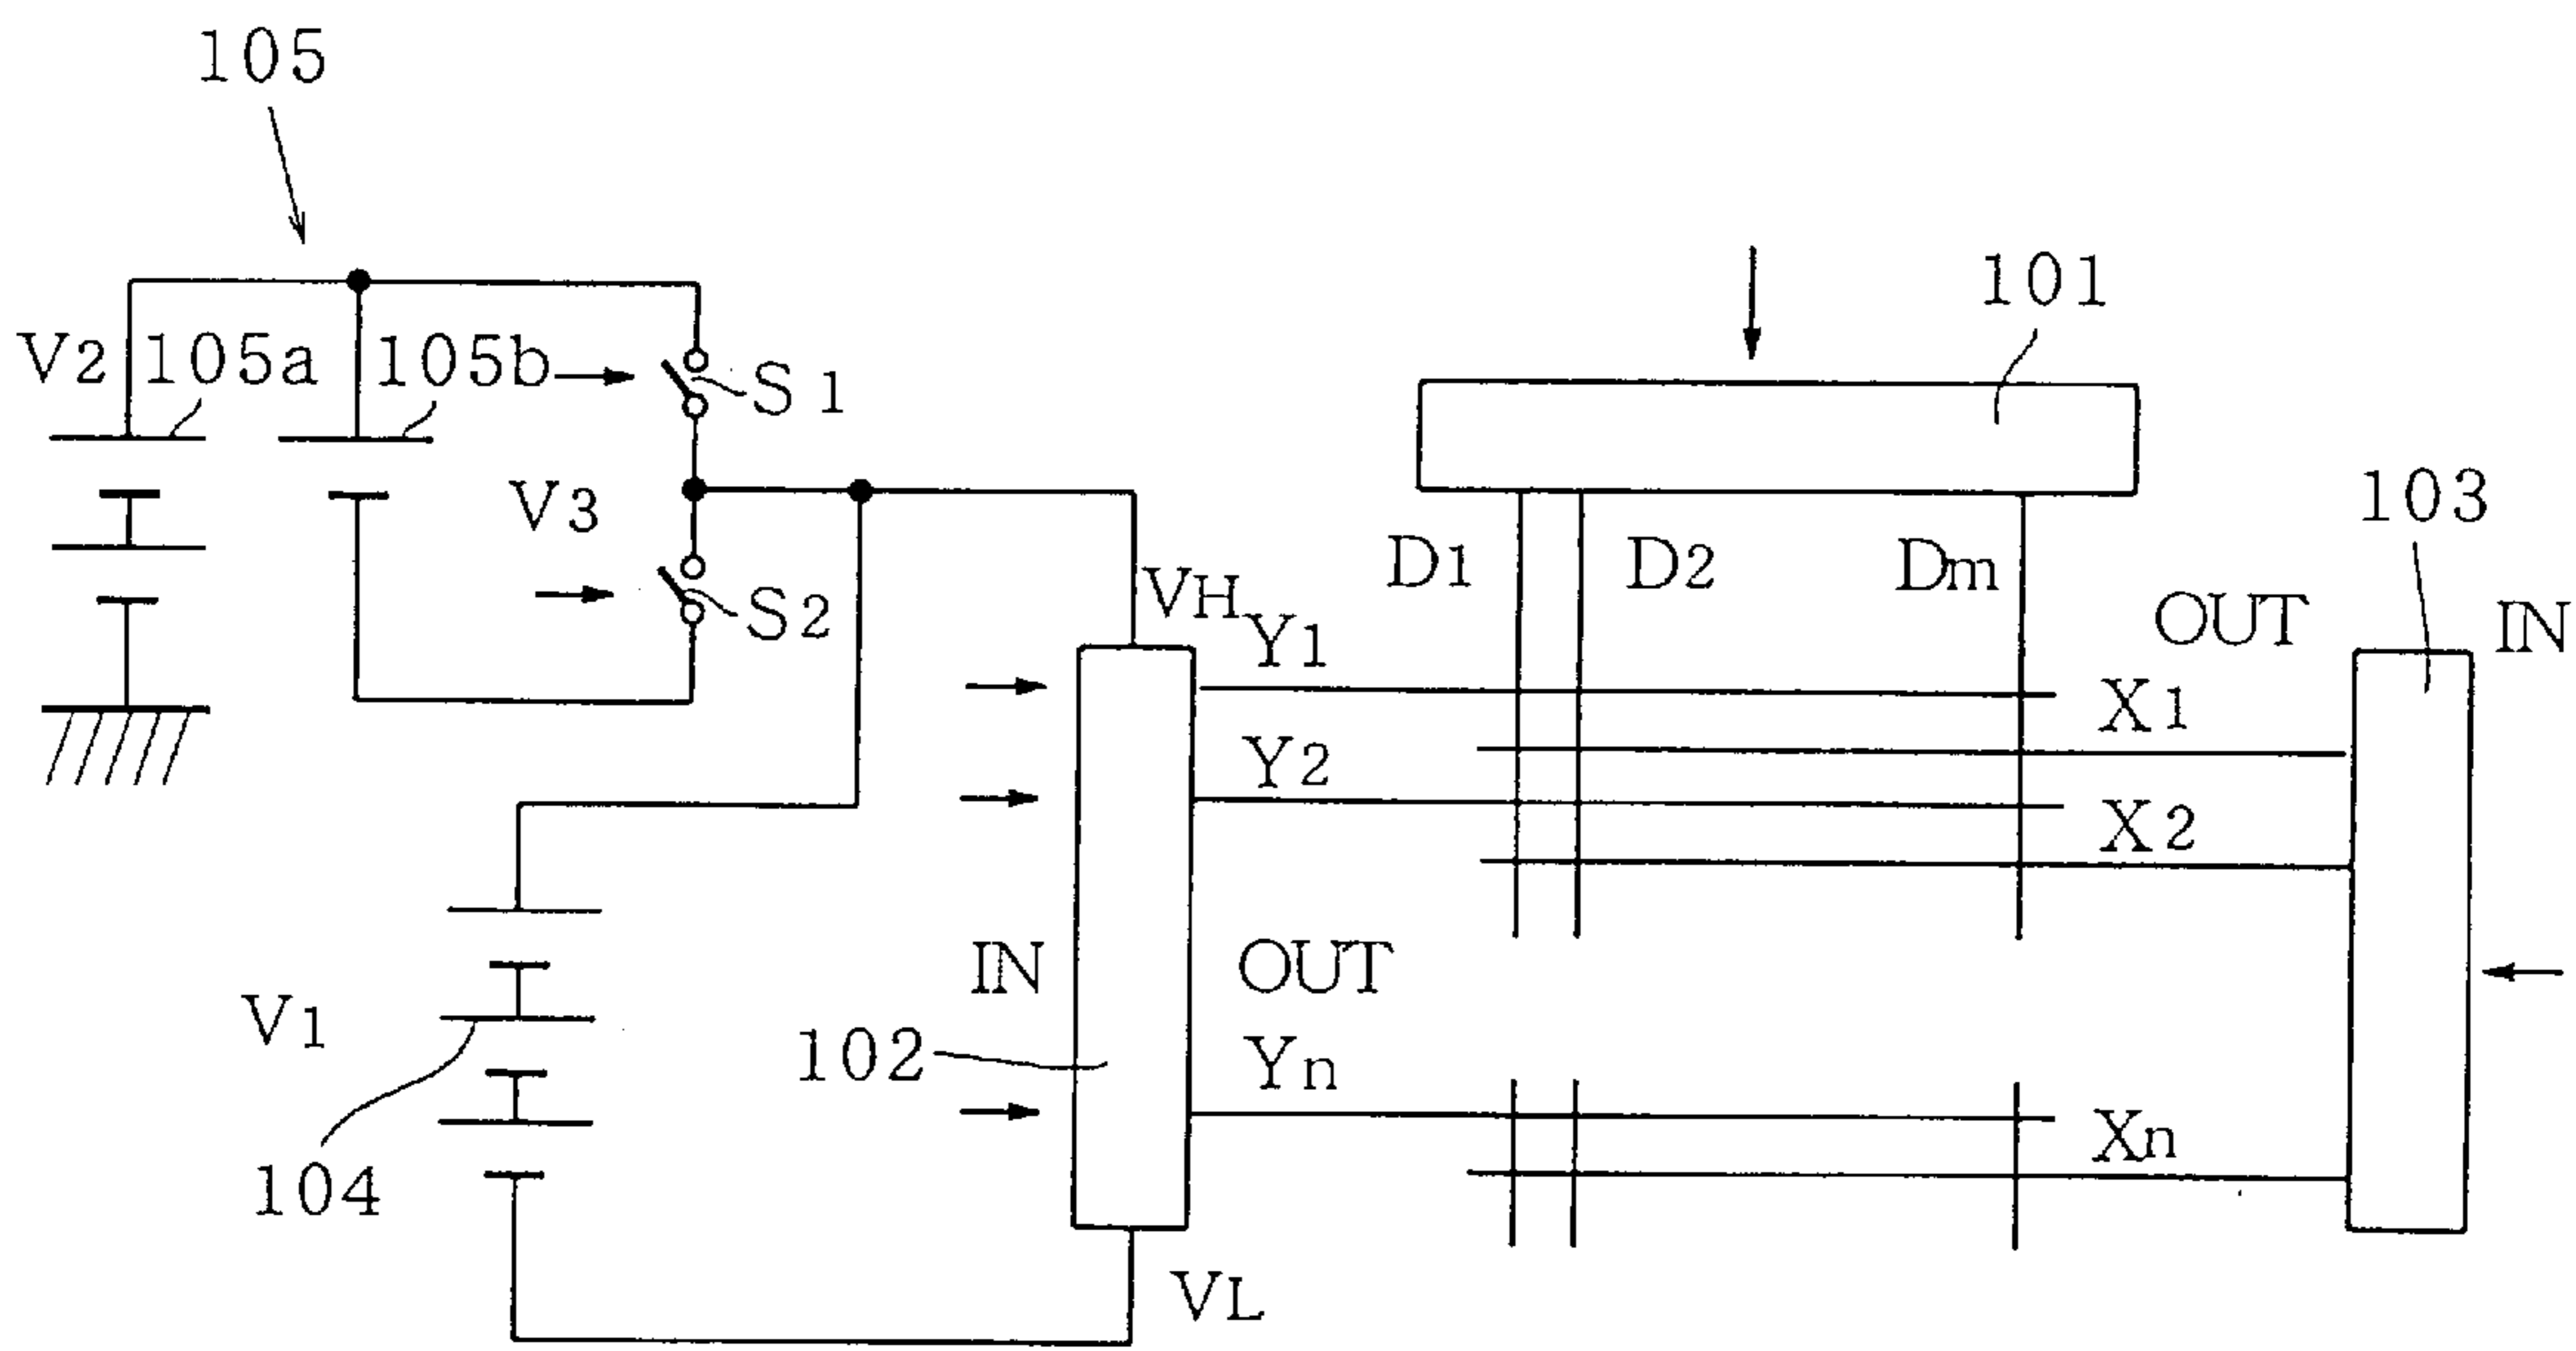 105
101
V2
105a
105b
S1
103
V3
D1
D2
Dm
VH
S2
OUT
IN
Y1
X1
Y2
X2
IN
OUT
V1
102
Yn
Xn
104
VL